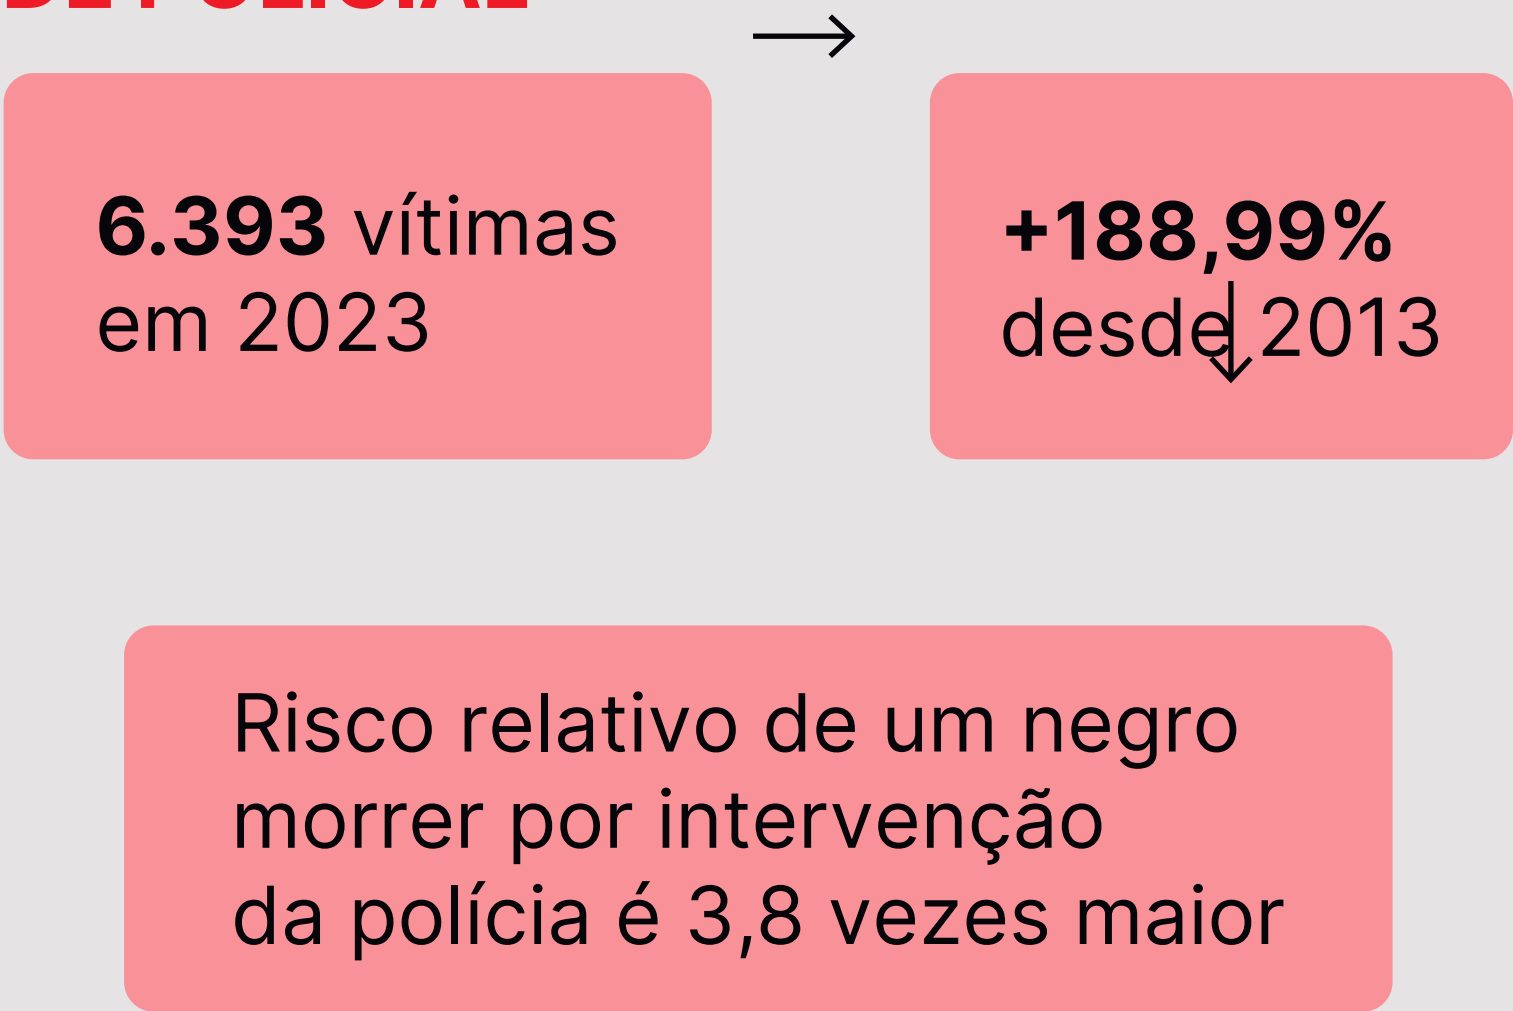 6.393 vítimas
em 2023
+188,99%
desde 2013
Risco relativo de um negro
morrer por intervenção
da polícia é 3,8 vezes maior